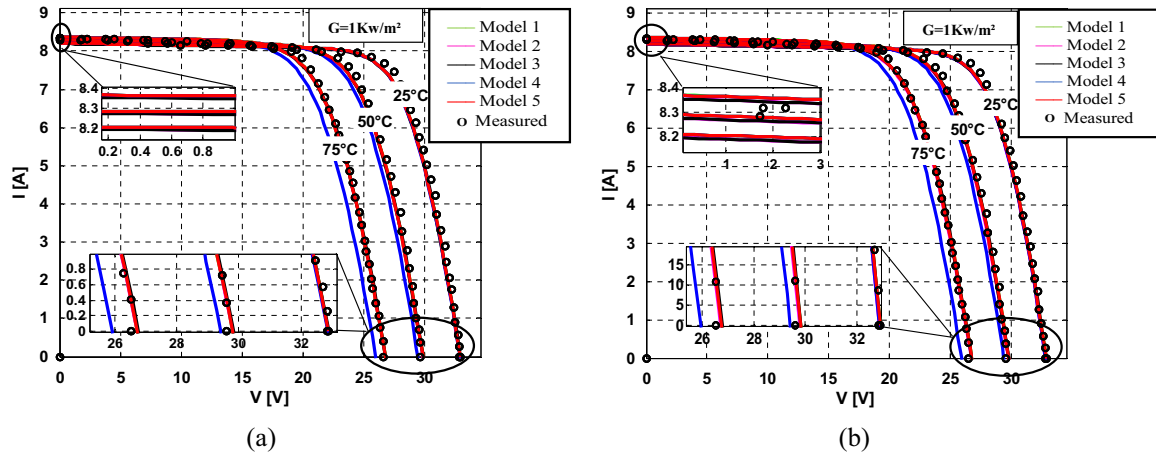 G=1Kw/m²
Model 1
Model 2
Model 3
Model 4
Model 5
Measured
I [A]
9
8
7
6
5
4
3
2
1
0
8.4
8.3
8.2
0.2 0.4 0.6 0.8
25°C
50°C
75°C
0.8
0.6
0.4
0.2
0
26 28 30 32
0 5 10 15 20 25 30
V [V]
(a)
G=1Kw/m²
Model 1
Model 2
Model 3
Model 4
Model 5
Measured
I [A]
9
8
7
6
5
4
3
2
1
0
8.4
8.3
8.2
1 2 3
25°C
50°C
75°C
15
10
5
0
26 28 30 32
0 5 10 15 20 25 30
V [V]
(b)